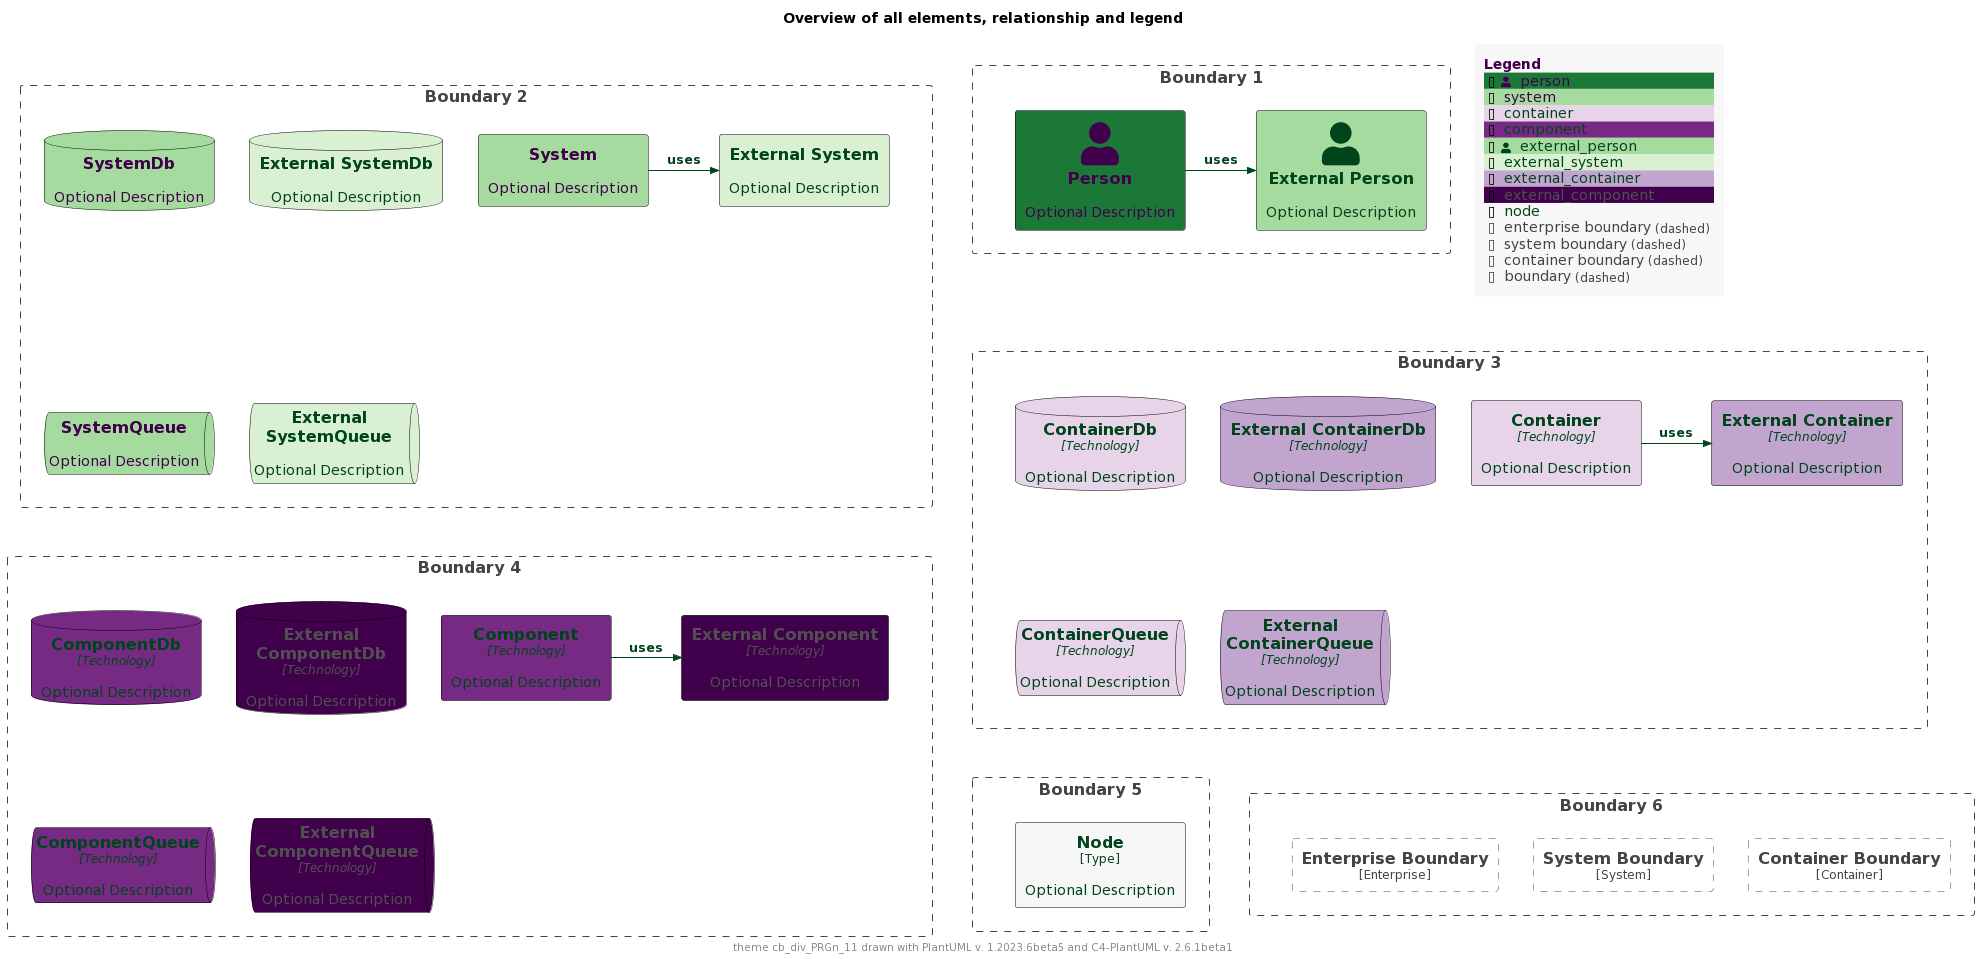 Overview of all elements, relationship and legend
Boundary 2
SystemDb
Optional Description
External SystemDb
Optional Description
System
Optional Description
uses
External System
Optional Description
SystemQueue
Optional Description
External
SystemQueue
Optional Description
Boundary 1
Person
Optional Description
uses
External Person
Optional Description
Legend
person
system
container
component
external_person
external_system
external_container
external_component
node
enterprise boundary (dashed)
system boundary (dashed)
container boundary (dashed)
boundary (dashed)
Boundary 3
ContainerDb
[Technology]
Optional Description
External ContainerDb
[Technology]
Optional Description
Container
[Technology]
Optional Description
uses
External Container
[Technology]
Optional Description
ContainerQueue
[Technology]
Optional Description
External
ContainerQueue
[Technology]
Optional Description
Boundary 4
ComponentDb
[Technology]
Optional Description
External
ComponentDb
[Technology]
Optional Description
Component
[Technology]
Optional Description
uses
External Component
[Technology]
Optional Description
ComponentQueue
[Technology]
Optional Description
External
ComponentQueue
[Technology]
Optional Description
Boundary 5
Node
[Type]
Optional Description
Boundary 6
Enterprise Boundary
[Enterprise]
System Boundary
[System]
Container Boundary
[Container]
theme cb_div_PRGn_11 drawn with PlantUML v. 1.2023.6beta5 and C4-PlantUML v. 2.6.1beta1